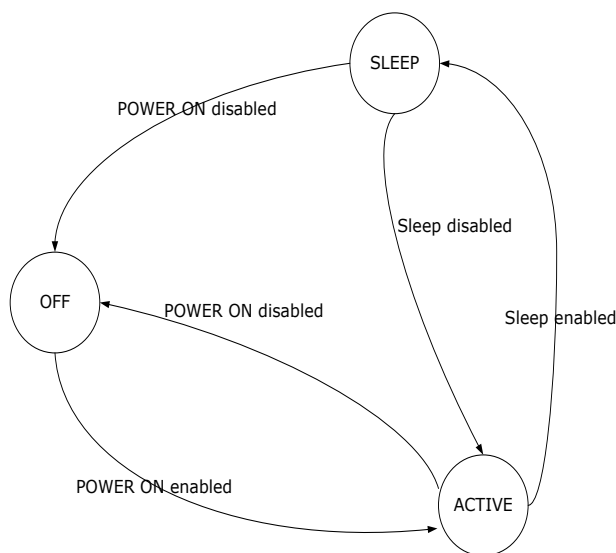 SLEEP
POWER ON disabled
Sleep disabled
OFF
POWER ON disabled
Sleep enabled
POWER ON enabled
ACTIVE